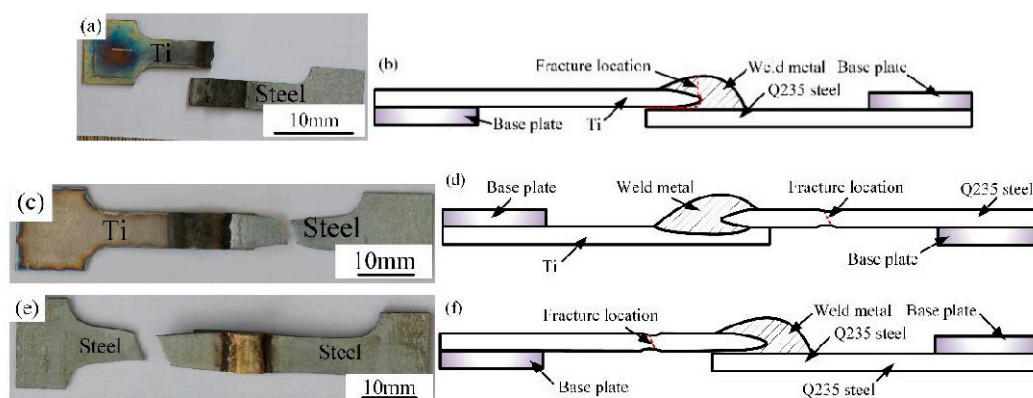 (a)
Ti
Steel
10mm
(b)
Fracture location
Weld metal
Base plate
Q235 steel
Base plate
Ti
(c)
Ti
Steel
10mm
(d)
Base plate
Weld metal
Fracture location
Q235 steel
Ti
Base plate
(e)
Steel
Steel
10mm
(f)
Fracture location
Weld metal
Base plate
Q235 steel
Base plate
Q235 steel